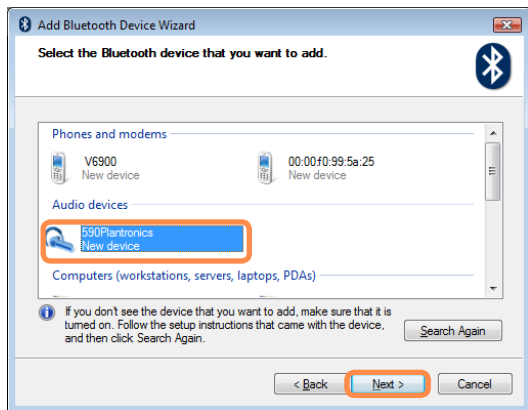 Add Bluetooth Device Wizard
Select the Bluetooth device that you want to add.
Phones and modems
V6900
New device
00:00:f0:99:5a:25
New device
Audio devices
590Plantronics
New device
Computers (workstations, servers, laptops, PDAs)
If you don't see the device that you want to add, make sure that it is
turned on. Follow the setup instructions that came with the device,
and then click Search Again.
Search Again
< Back
Next >
Cancel